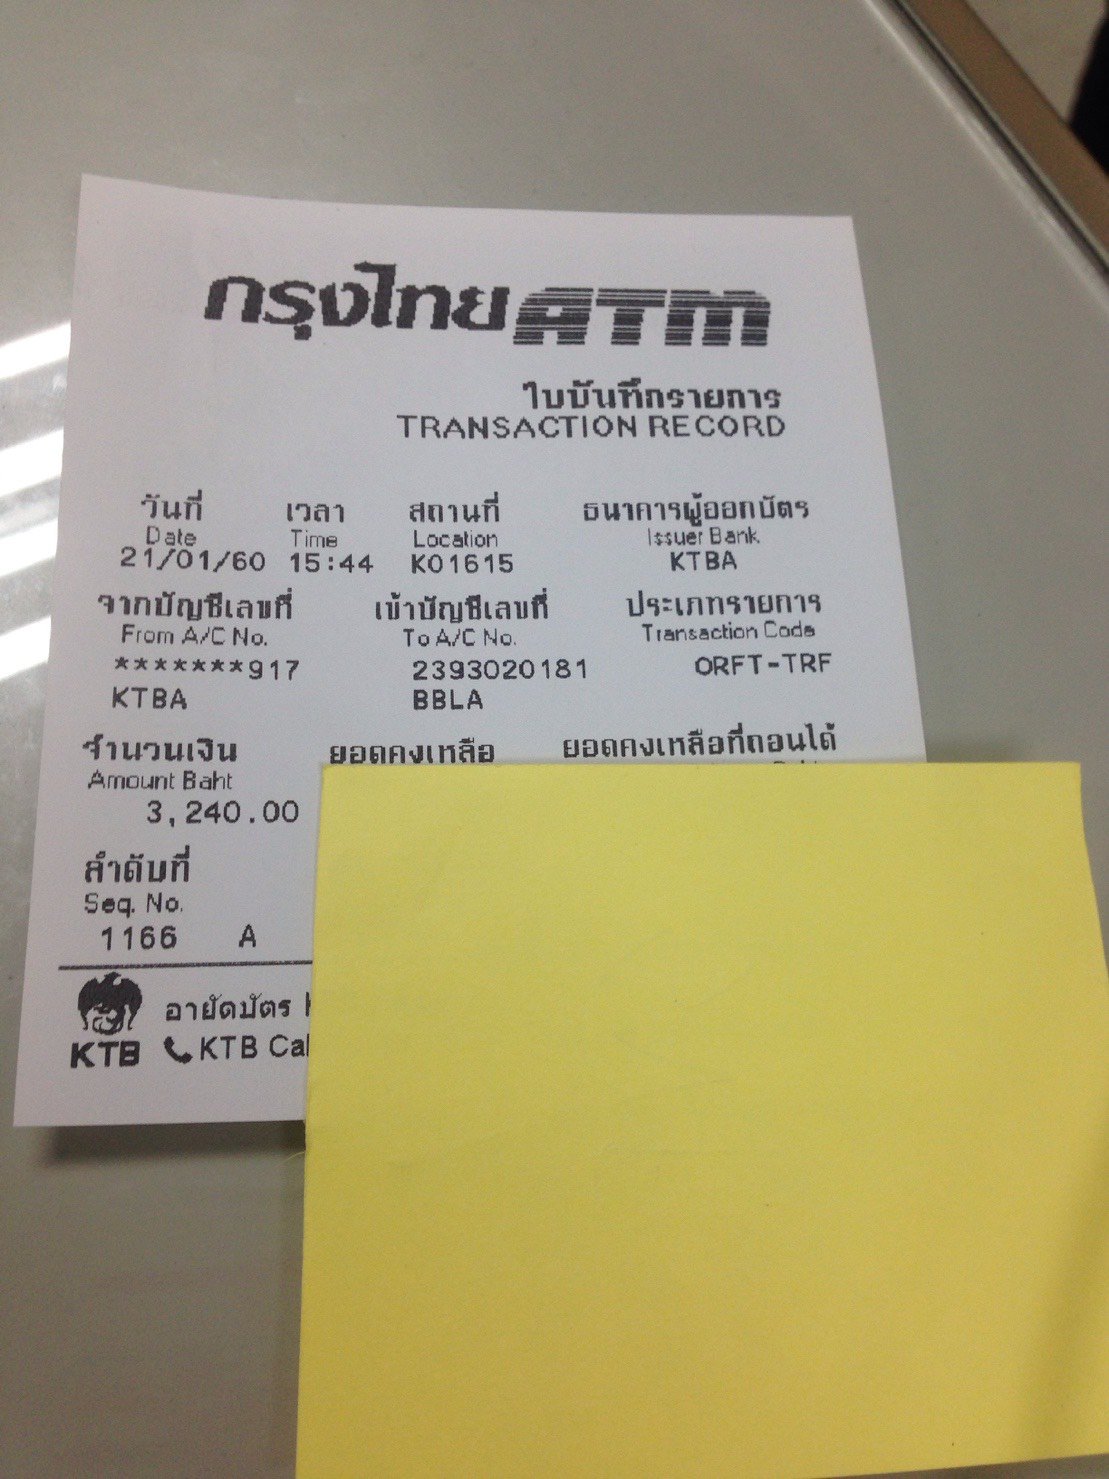 กรุงไทย ATM
ใบบันทึกรายการ
TRANSACTION RECORD
วันที่ เวลา สถานที่ ธนาคารผู้ออกบัตร
Date Time Location Issuer Bank
21/01/60 15:44 K01615 KTBA
จากบัญชีเลขที่ เข้าบัญชีเลขที่ ประเภทรายการ
From A/C No. To A/C No. Transaction Code
*******917 2393020181 ORFT-TRF
KTBA BBLA
จำนวนเงิน ยอดคงเหลือ ยอดคงเหลือที่ถอนได้
Amount Baht
3,240.00
ลำดับที่
Seq. No.
1166 A
อายัดบัตร
KTB KTB Cal